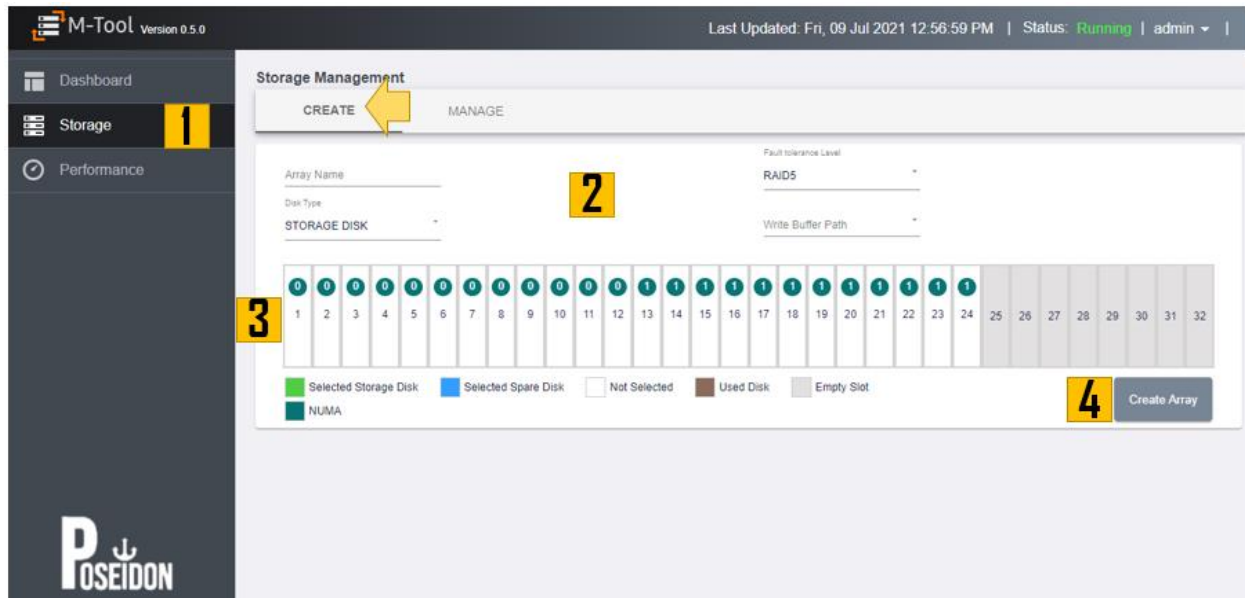 M-Tool Version 0.5.0
Last Updated: Fri, 09 Jul 2021 12:56:59 PM | Status: Running | admin |
Dashboard
Storage
1
Performance
Storage Management
CREATE MANAGE
2
Array Name
Fault tolerance Level
RAID5
Disk Type
STORAGE DISK
Write Buffer Path
3
0 0 0 0 0 0 0 0 0 0 0 0 1 1 1 1 1 1 1 1 1 1 1 1
1 2 3 4 5 6 7 8 9 10 11 12 13 14 15 16 17 18 19 20 21 22 23 24 25 26 27 28 29 30 31 32
Selected Storage Disk Selected Spare Disk Not Selected Used Disk Empty Slot
NUMA
4
Create Array
POSEIDON